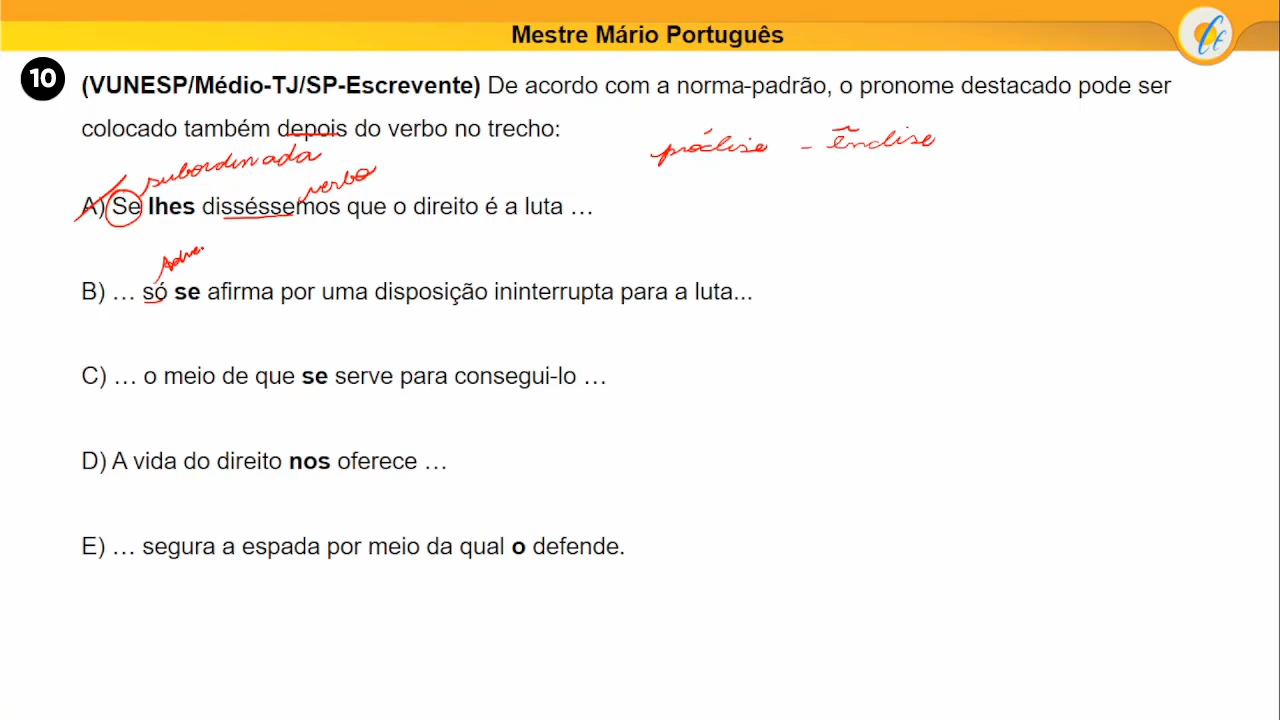 Mestre Mário Português
10
(VUNESP/Médio-TJ/SP-Escrevente) De acordo com a norma-padrão, o pronome destacado pode ser
colocado também depois do verbo no trecho:
próclise - ênclise
subordinada
verbo
A) Se lhes disséssemos que o direito é a luta …
Adv.
B) … só se afirma por uma disposição ininterrupta para a luta...
C) … o meio de que se serve para consegui-lo …
D) A vida do direito nos oferece …
E) … segura a espada por meio da qual o defende.